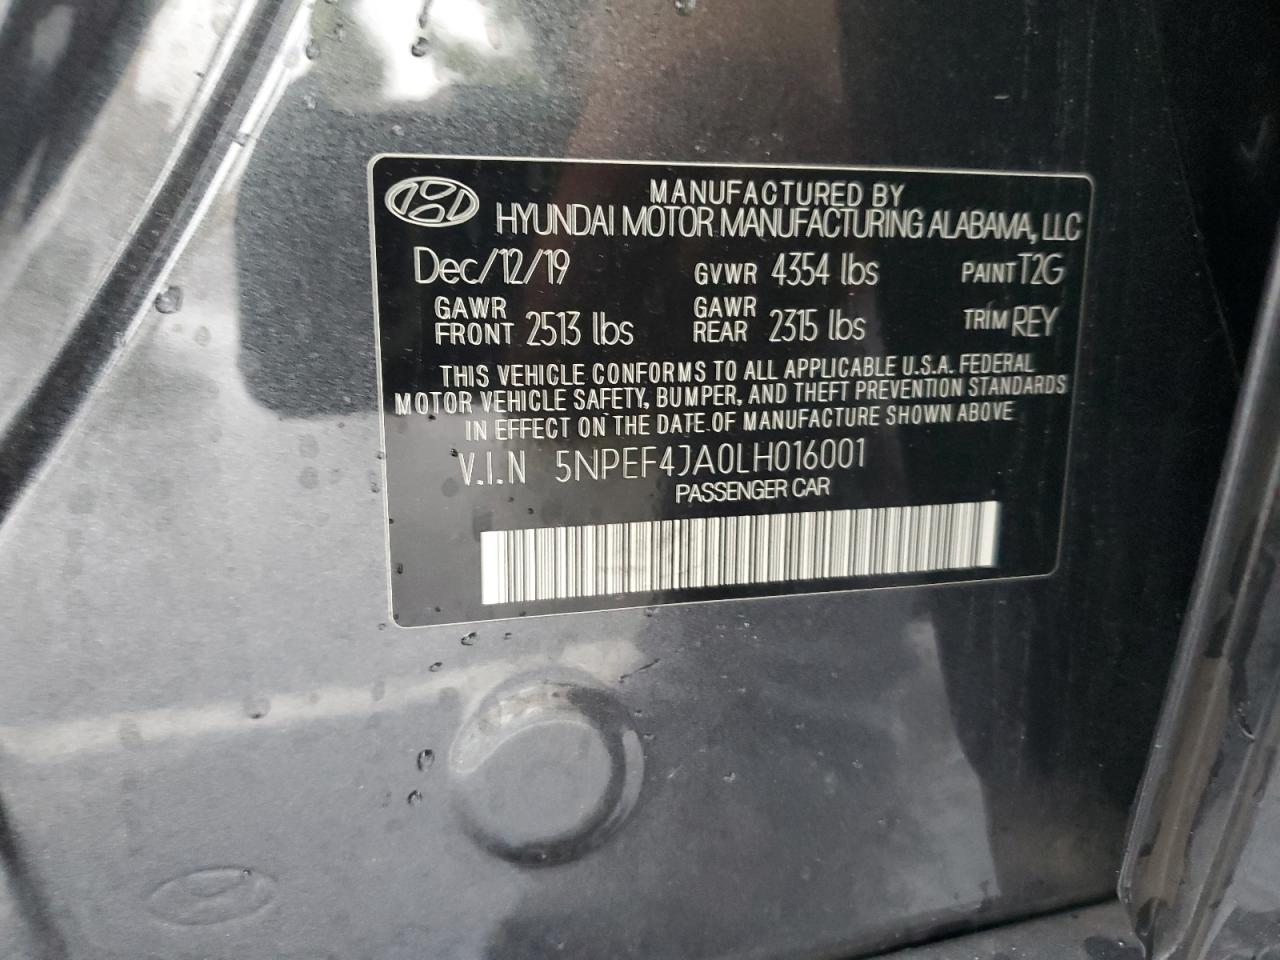 MANUFACTURED BY
HYUNDAI MOTOR MANUFACTURING ALABAMA, LLC
Dec/12/19 GVWR 4354 lbs PAINT T2G
GAWR FRONT 2513 lbs GAWR REAR 2315 lbs TRIM REY
THIS VEHICLE CONFORMS TO ALL APPLICABLE U.S.A. FEDERAL
MOTOR VEHICLE SAFETY, BUMPER, AND THEFT PREVENTION STANDARDS
IN EFFECT ON THE DATE OF MANUFACTURE SHOWN ABOVE
V.I.N 5NPEF4JA0LH016001
PASSENGER CAR